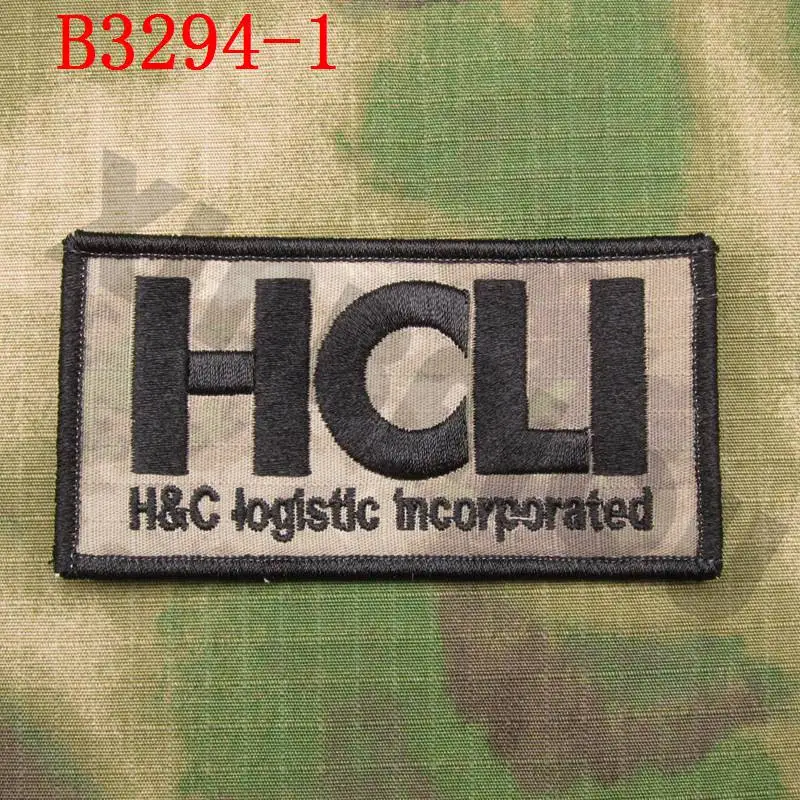 B3294-1
HCLI
H&C logistic incorporated